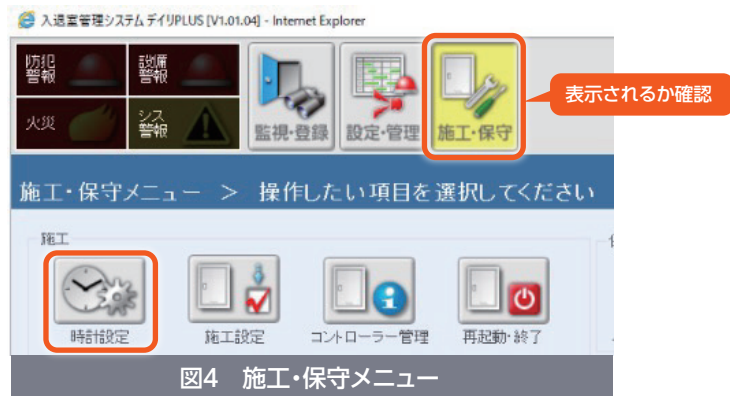 入退室管理システム デイリPLUS [V1.01.04] - Internet Explorer
防犯
警報
設備
警報
火災
シス
警報
監視・登録
設定・管理
施工・保守
表示されるか確認
施工・保守メニュー > 操作したい項目を選択してください
施工
時計設定
施工設定
コントローラー管理
再起動・終了
図4 施工・保守メニュー